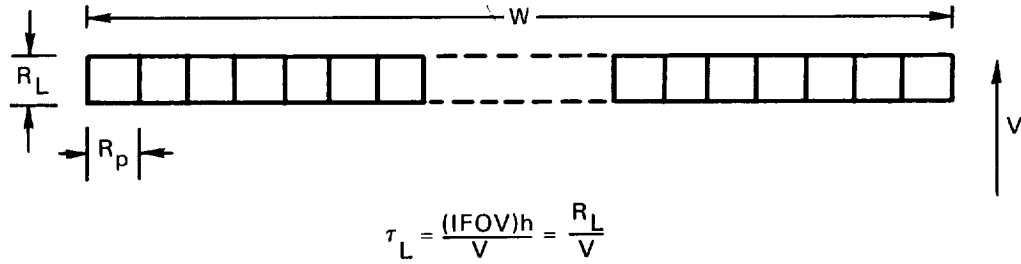 W
R_L
R_p
V
τ_L = (IFOV)h / V = R_L / V